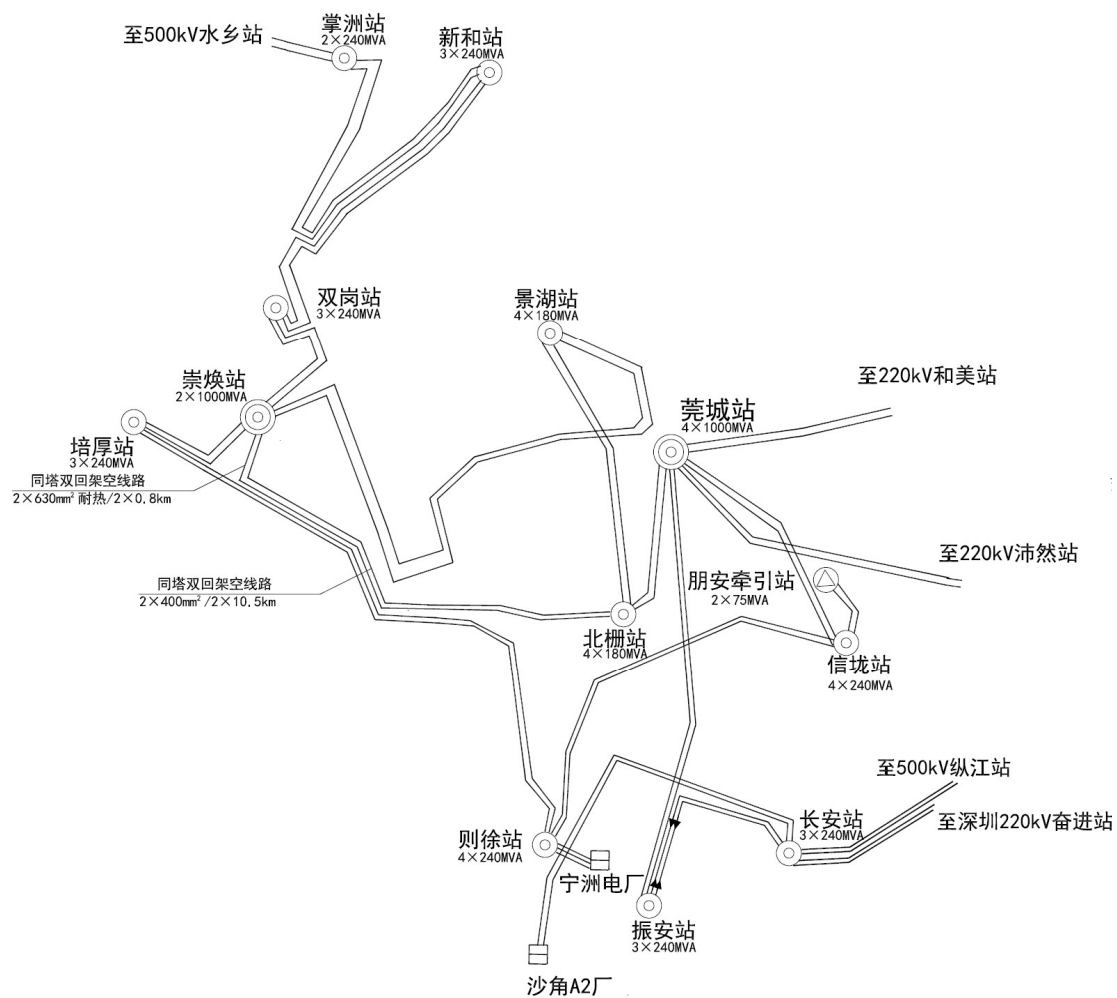 至500kV水乡站
掌洲站
2×240MVA
新和站
3×240MVA
双岗站
3×240MVA
景湖站
4×180MVA
至220kV和美站
崇焕站
2×1000MVA
莞城站
4×1000MVA
培厚站
3×240MVA
同塔双回架空线路
2×630mm²耐热/2×0.8km
同塔双回架空线路
2×400mm²/2×10.5km
至220kV沛然站
朋安牵引站
2×75MVA
北栅站
4×180MVA
信垅站
4×240MVA
至500kV纵江站
长安站
3×240MVA
至深圳220kV奋进站
则徐站
4×240MVA
宁洲电厂
振安站
3×240MVA
沙角A2厂